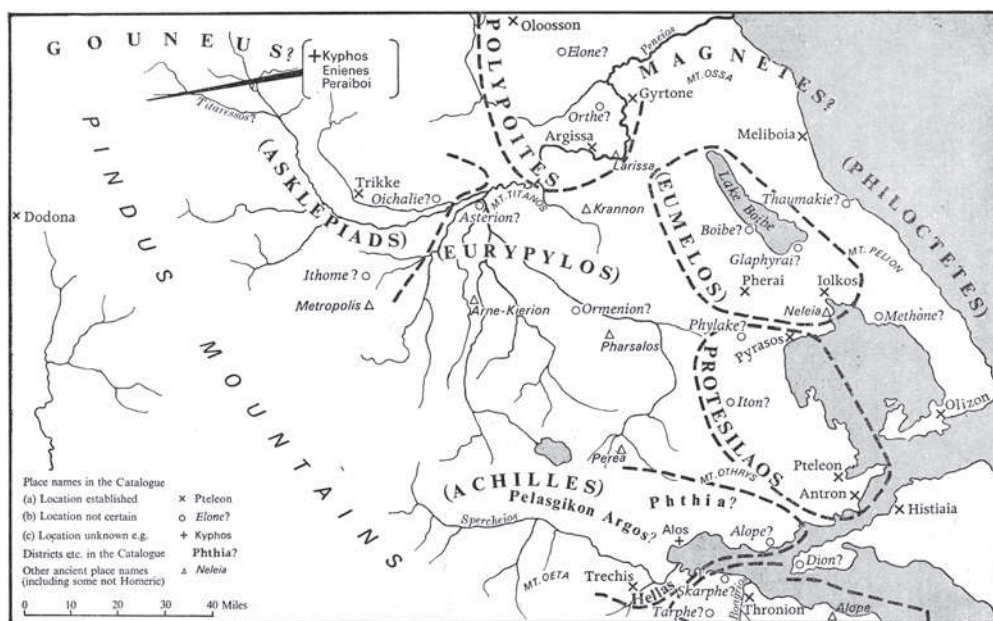 GOUNEUS?
Kyphos
Enienes
Peraiboi
Titaressos?
POLYPOITES
Oloosson
Elone?
Peneios
MAGNETES?
MT. OSSA
Gyrtone
Orthe?
Argissa
Larissa
Meliboia
(PHILOCTETES)
PINDUS MOUNTAINS
Dodona
(ASKLEPIADS)
Trikke
Oichalie?
Asterion?
MT. TITANOS
Krannon
(EUMELOS)
Lake Boibe
Boibe?
Thaumakie?
Glaphyrai?
MT. PELION
Pherai
Iolkos
Neleia
Methone?
(EURYPYLOS)
Ithome?
Metropolis
Arne-Kierion
Ormenion?
Pharsalos
Phylake?
Pyrasos
PROTESILAOS
Iton?
Olizon
Perea
MT. OTHRYS
Pteleon
Antron
Histiaia
(ACHILLES)
Pelasgikon Argos?
Phthia?
Spercheios
Alos
Alope?
Dion?
MT. OETA
Trechis
Hellas
Skarphe?
Tarphe?
Boagrios
Thronion
Alope
Place names in the Catalogue
(a) Location established × Pteleon
(b) Location not certain ○ Elone?
(c) Location unknown e.g. + Kyphos
Districts etc. in the Catalogue Phthia?
Other ancient place names △ Neleia
(including some not Homeric)
0 10 20 30 40 Miles